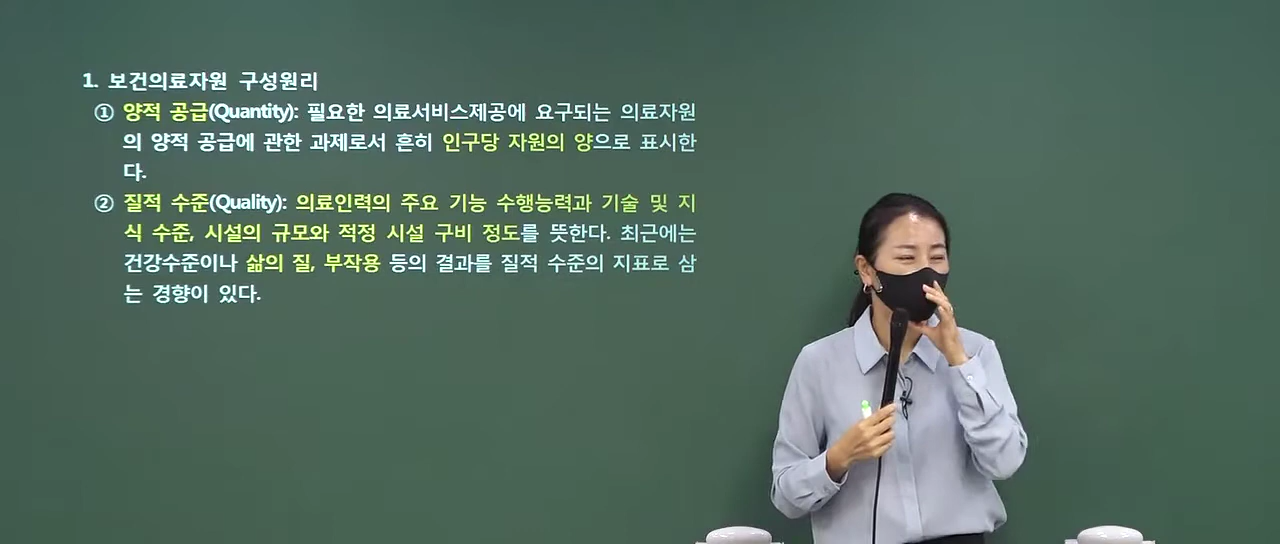 1. 보건의료자원 구성원리
① 양적 공급(Quantity): 필요한 의료서비스제공에 요구되는 의료자원
의 양적 공급에 관한 과제로서 흔히 인구당 자원의 양으로 표시한
다.
② 질적 수준(Quality): 의료인력의 주요 기능 수행능력과 기술 및 지
식 수준, 시설의 규모와 적정 시설 구비 정도를 뜻한다. 최근에는
건강수준이나 삶의 질, 부작용 등의 결과를 질적 수준의 지표로 삼
는 경향이 있다.